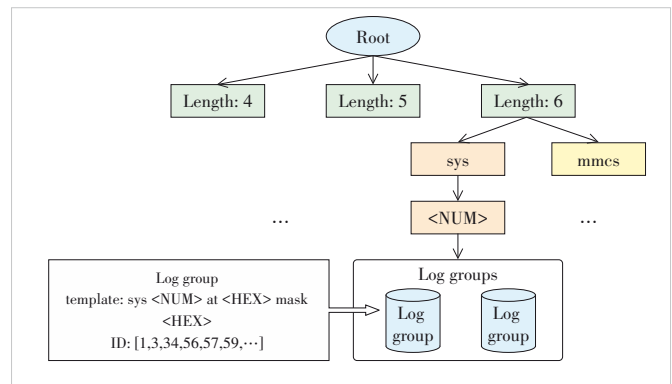 Root
Length: 4
Length: 5
Length: 6
sys
mmcs
...
<NUM>
...
Log group
template: sys <NUM> at <HEX> mask
<HEX>
ID: [1,3,34,56,57,59,···]
Log groups
Log
group
Log
group